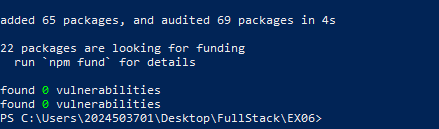 added 65 packages, and audited 69 packages in 4s
22 packages are looking for funding
run `npm fund` for details
found 0 vulnerabilities
found 0 vulnerabilities
PS C:\Users\2024503701\Desktop\FullStack\EX06>